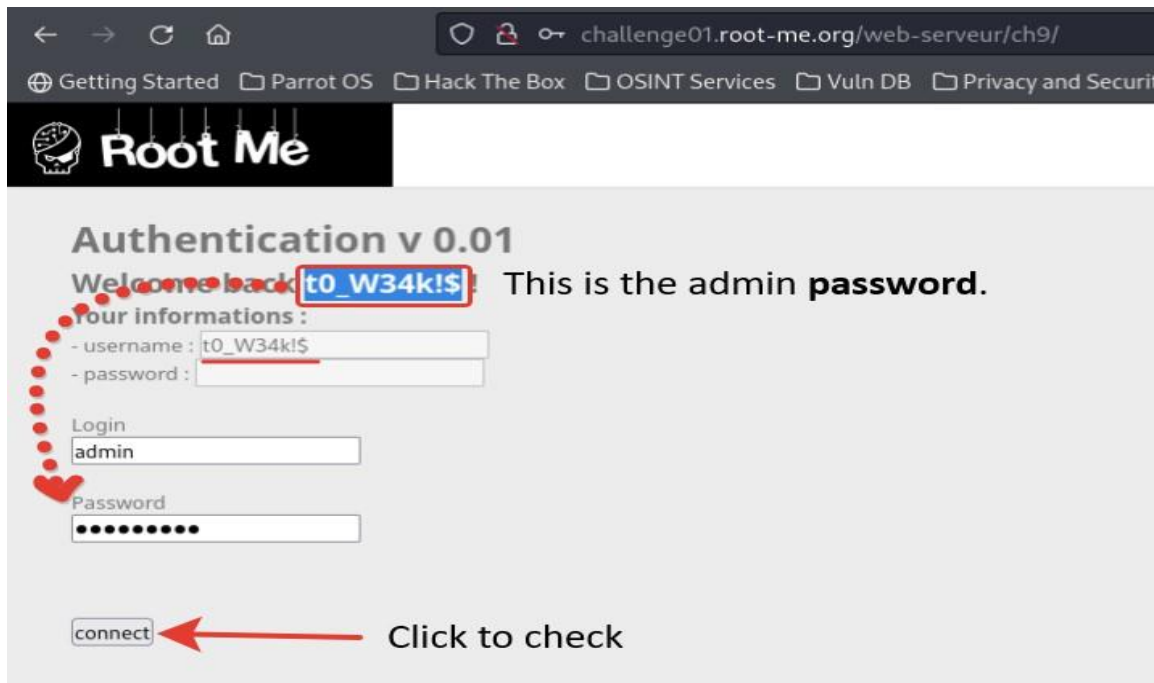 challenge01.root-me.org/web-serveur/ch9/
Getting Started Parrot OS Hack The Box OSINT Services Vuln DB Privacy and Securit
Root Me
Authentication v 0.01
Welcome back t0_W34k!$ ! This is the admin password.
Your informations :
- username : t0_W34k!$
- password :
Login
admin
Password
•••••••••
connect Click to check